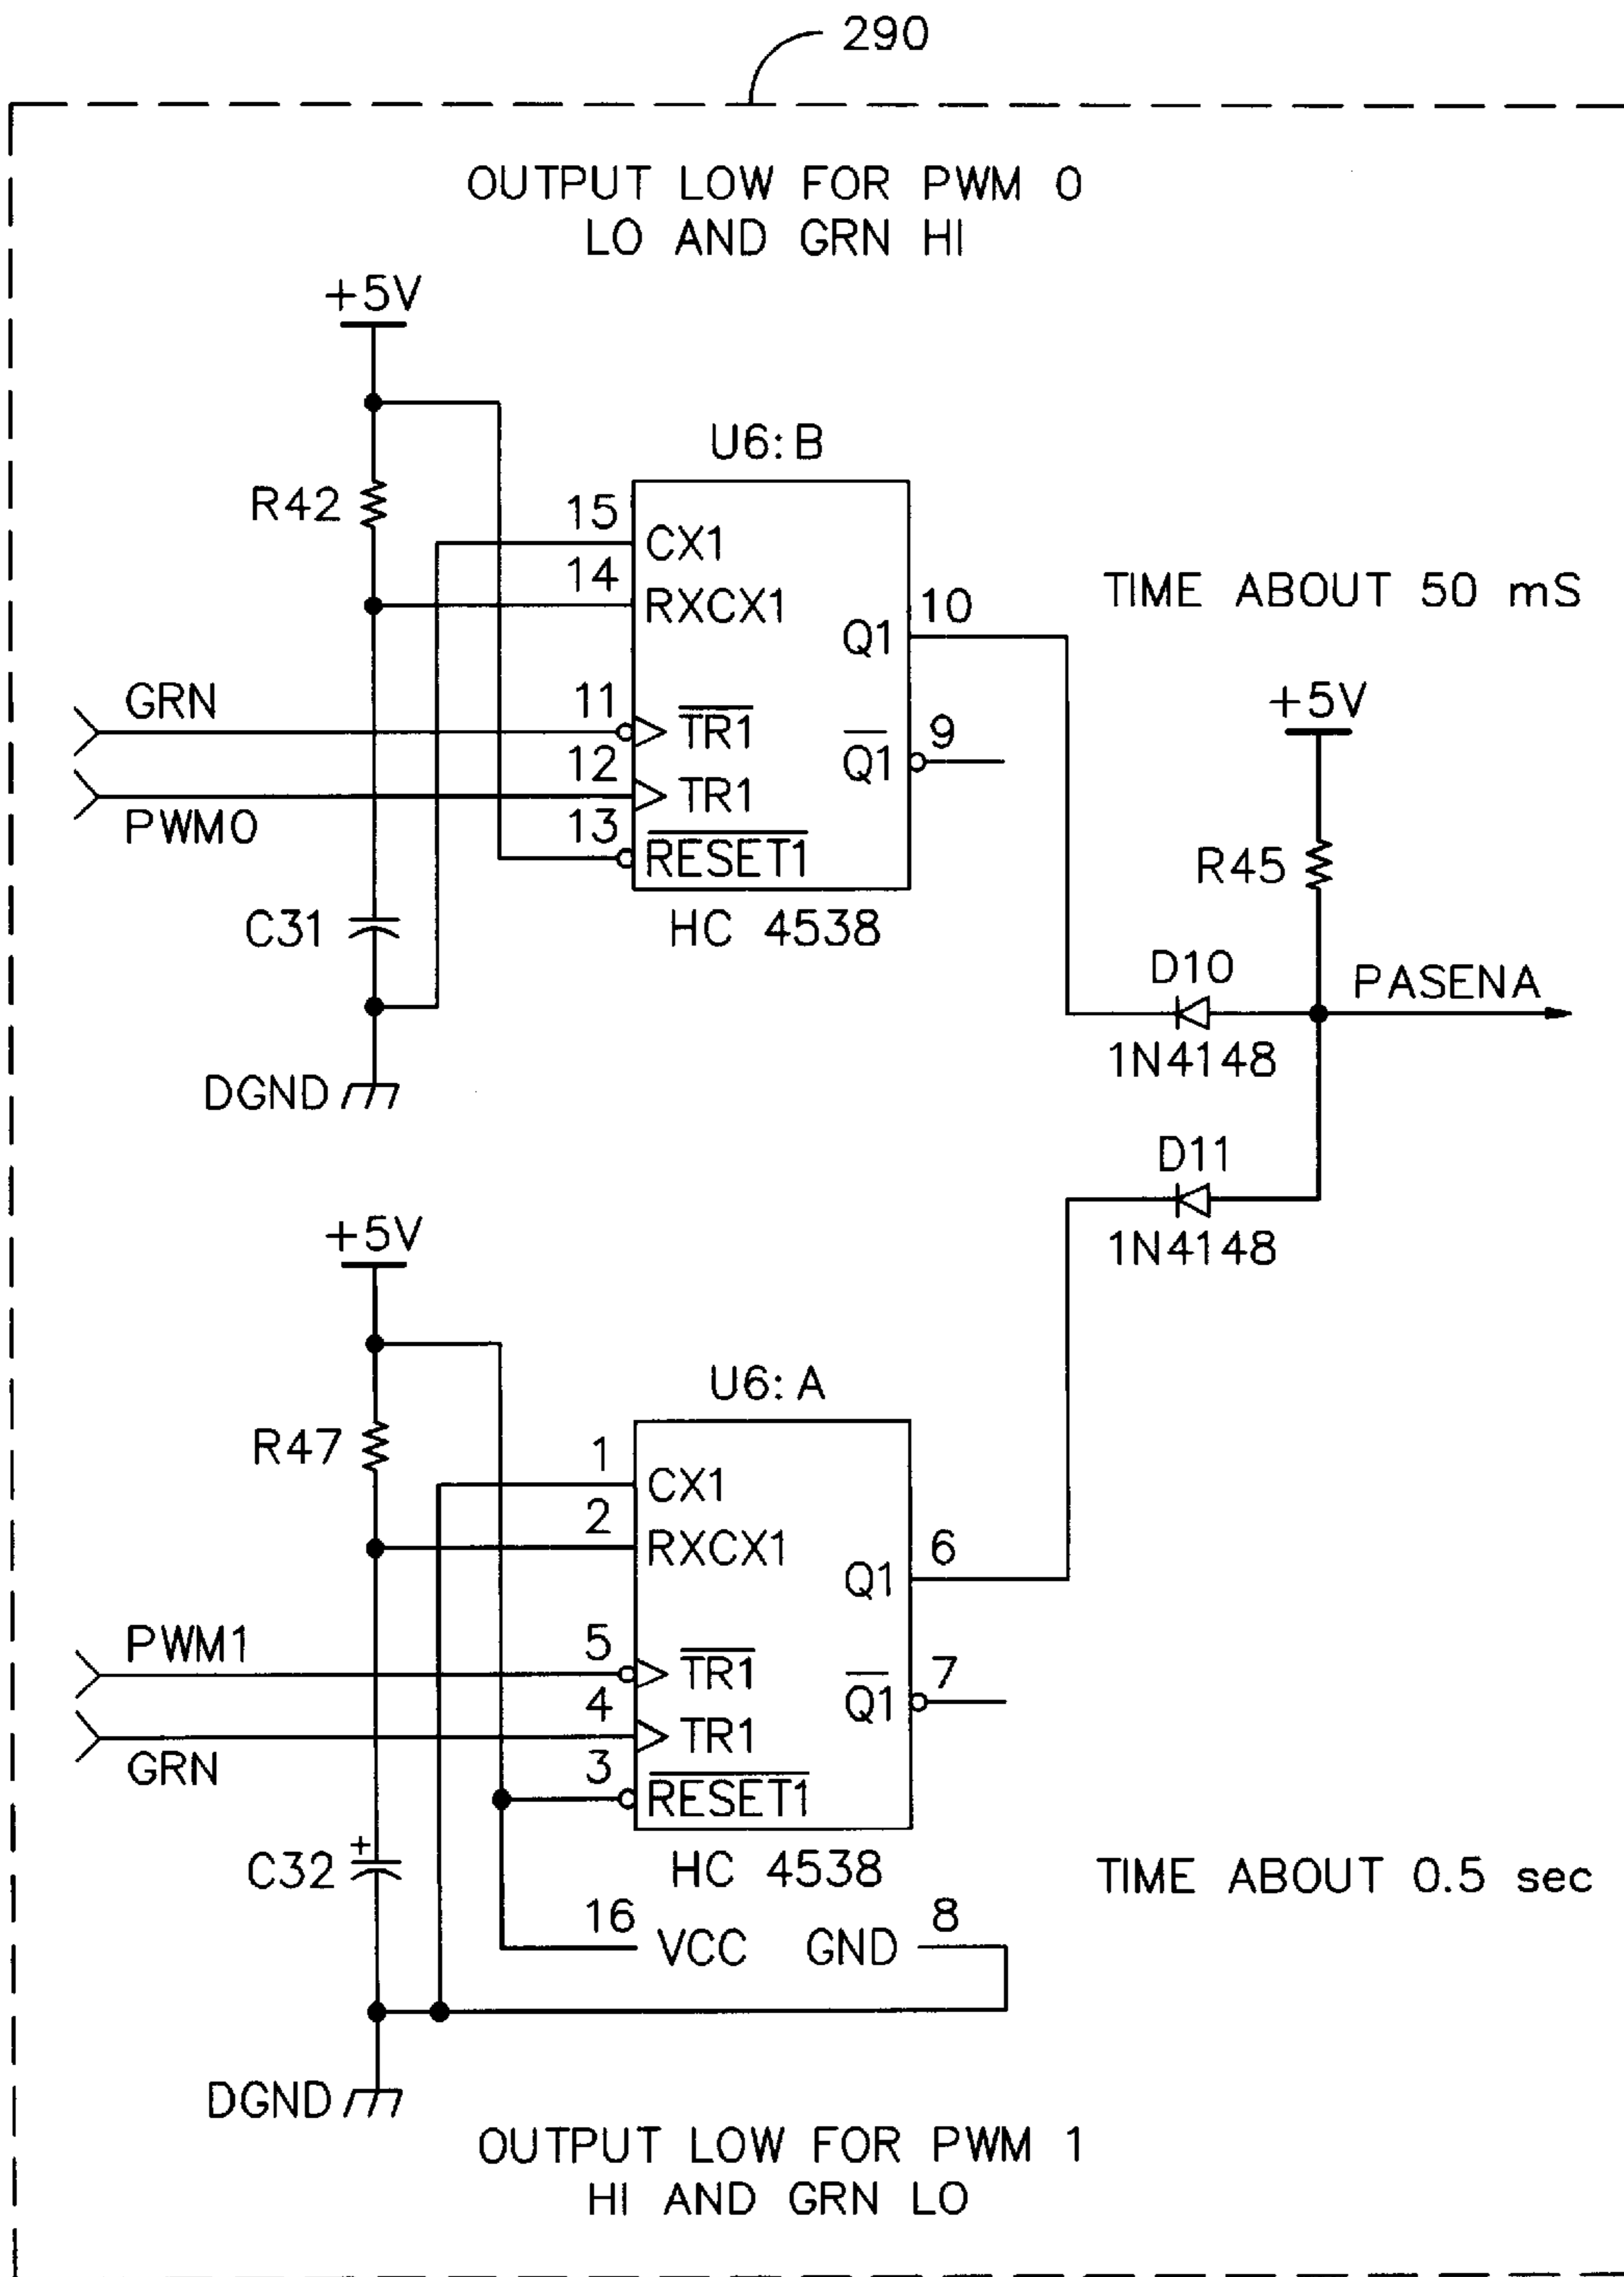 290
OUTPUT LOW FOR PWM 0
LO AND GRN HI
+5V
U6:B
R42
15
CX1
14
RXCX1
TIME ABOUT 50 mS
10
Q1
GRN
11
TR1
9
Q1
+5V
12
TR1
PWM0
13
RESET1
R45
C31
HC 4538
D10
PASENA
1N4148
DGND
D11
1N4148
+5V
U6:A
R47
1
CX1
2
RXCX1
6
Q1
PWM1
5
TR1
7
Q1
4
TR1
GRN
3
RESET1
+
C32
HC 4538
TIME ABOUT 0.5 sec
16
VCC
GND
8
DGND
OUTPUT LOW FOR PWM 1
HI AND GRN LO